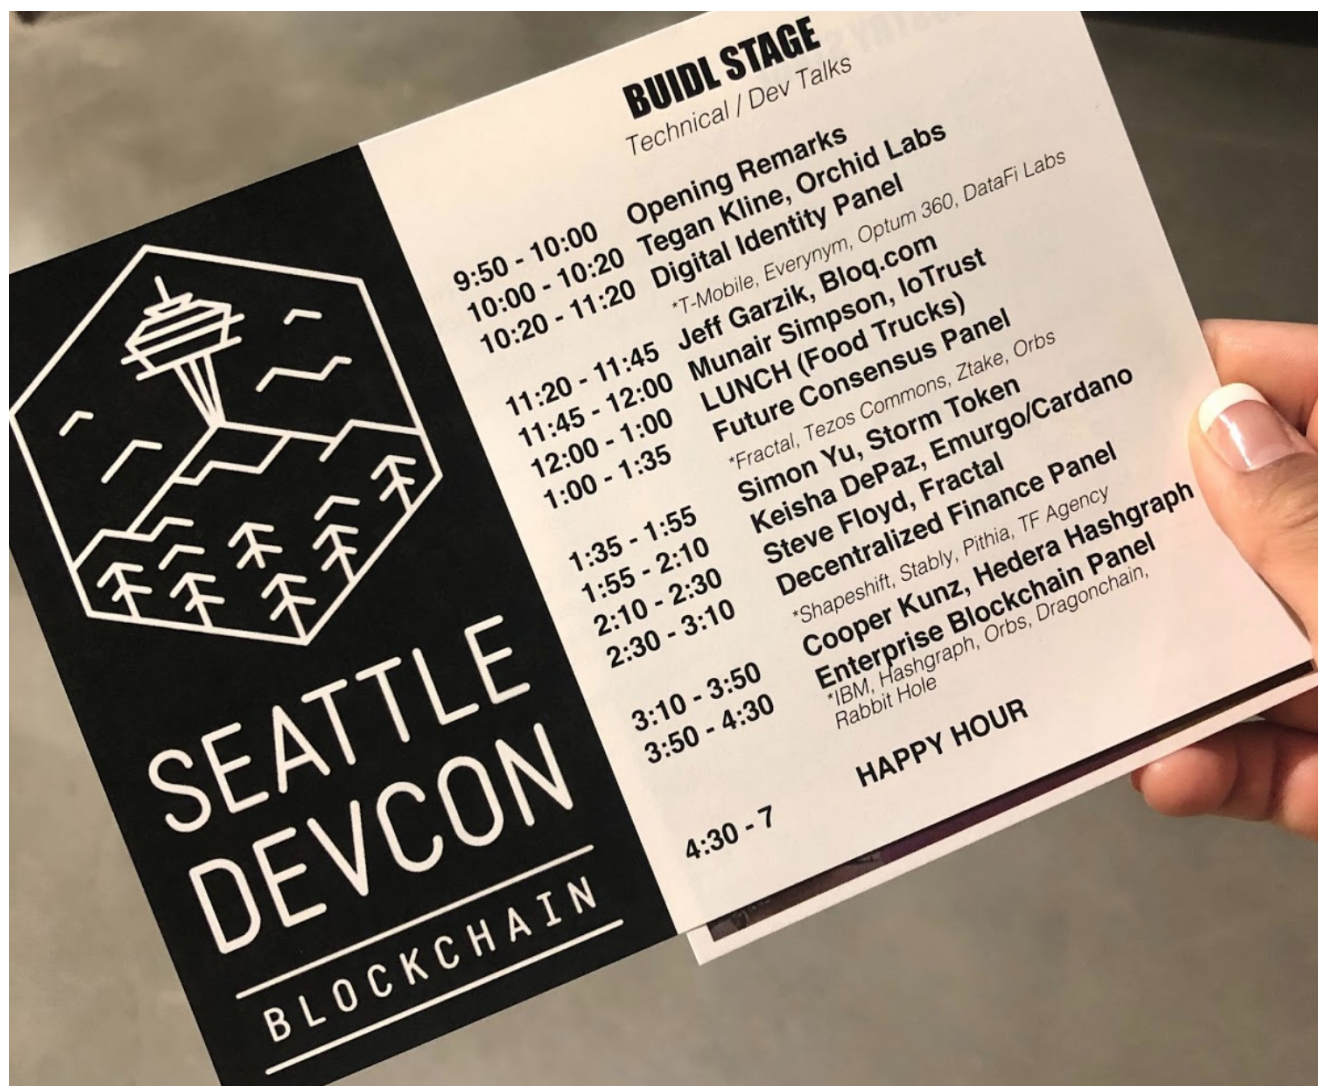 BUIDL STAGE
Technical / Dev Talks
9:50 - 10:00 Opening Remarks
10:00 - 10:20 Tegan Kline, Orchid Labs
10:20 - 11:20 Digital Identity Panel
*T-Mobile, Everynym, Optum 360, DataFi Labs
11:20 - 11:45 Jeff Garzik, Bloq.com
11:45 - 12:00 Munair Simpson, IoTrust
12:00 - 1:00 LUNCH (Food Trucks)
1:00 - 1:35 Future Consensus Panel
*Fractal, Tezos Commons, Ztake, Orbs
1:35 - 1:55 Simon Yu, Storm Token
1:55 - 2:10 Keisha DePaz, Emurgo/Cardano
2:10 - 2:30 Steve Floyd, Fractal
2:30 - 3:10 Decentralized Finance Panel
*Shapeshift, Stably, Pithia, TF Agency
3:10 - 3:50 Cooper Kunz, Hedera Hashgraph
3:50 - 4:30 Enterprise Blockchain Panel
*IBM, Hashgraph, Orbs, Dragonchain,
Rabbit Hole
4:30 - 7 HAPPY HOUR
SEATTLE
DEVCON
BLOCKCHAIN